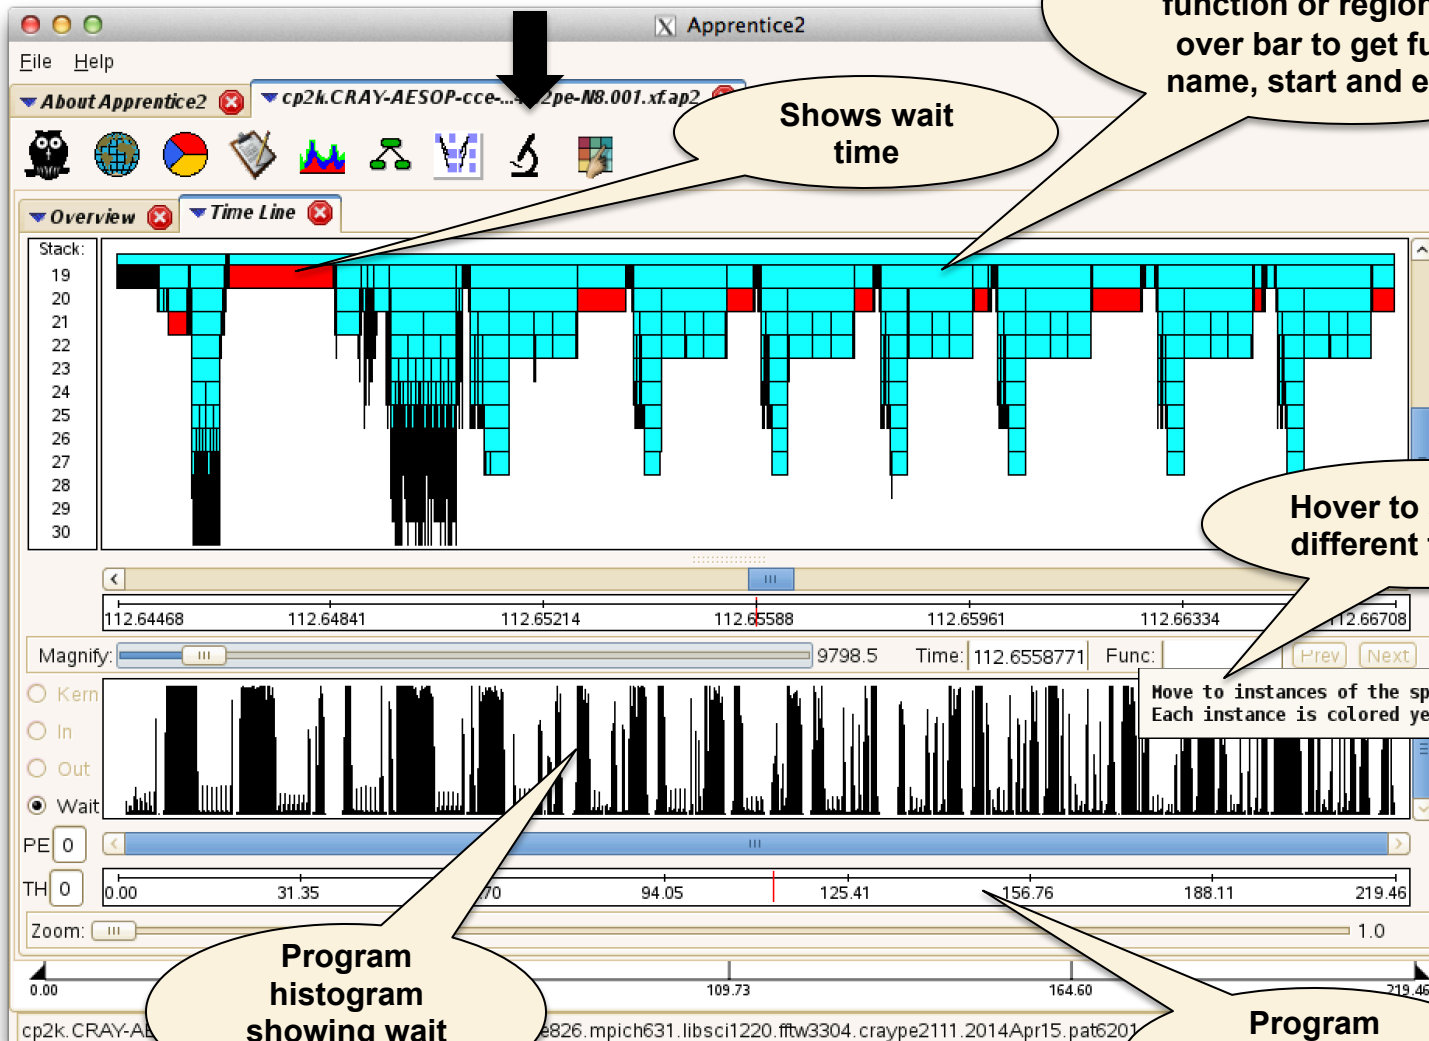 function or region
over bar to get fu
name, start and e
Apprentice2
File Help
About Apprentice2
cp2k.CRAY-AESOP-cce-...
2pe-N8.001.xf.ap2
Shows wait
time
Overview
Time Line
Stack:
19
20
21
22
23
24
25
26
27
28
29
30
Hover to
different
112.64468 112.64841 112.65214 112.65588 112.65961 112.66334 112.66708
Magnify: 9798.5 Time: 112.6558771 Func: Prev Next
Move to instances of the sp
Each instance is colored ye
Kern
In
Out
Wait
PE 0
TH 0
0.00 31.35 .70 94.05 125.41 156.76 188.11 219.46
Zoom: 1.0
Program
histogram
showing wait
0.00 109.73 164.60 219.46
cp2k.CRAY-AE
e826.mpich631.libsci1220.fftw3304.craype2111.2014Apr15.pat6201
Program